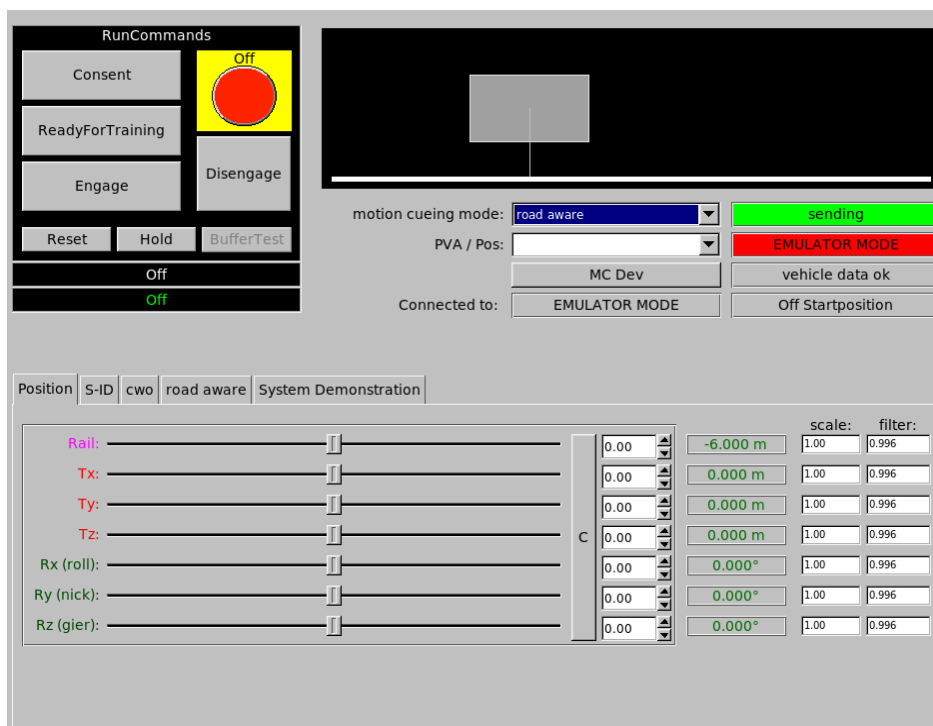 RunCommands
Consent
Off
ReadyForTraining
Engage
Disengage
Reset Hold BufferTest
Off
Off
motion cueing mode: road aware sending
PVA / Pos: EMULATOR MODE
MC Dev vehicle data ok
Connected to: EMULATOR MODE Off Startposition
Position S-ID cwo road aware System Demonstration
scale: filter:
Rail: 0.00 -6.000 m 1.00 0.996
Tx: 0.00 0.000 m 1.00 0.996
Ty: 0.00 0.000 m 1.00 0.996
Tz: C 0.00 0.000 m 1.00 0.996
Rx (roll): 0.00 0.000° 1.00 0.996
Ry (nick): 0.00 0.000° 1.00 0.996
Rz (gier): 0.00 0.000° 1.00 0.996